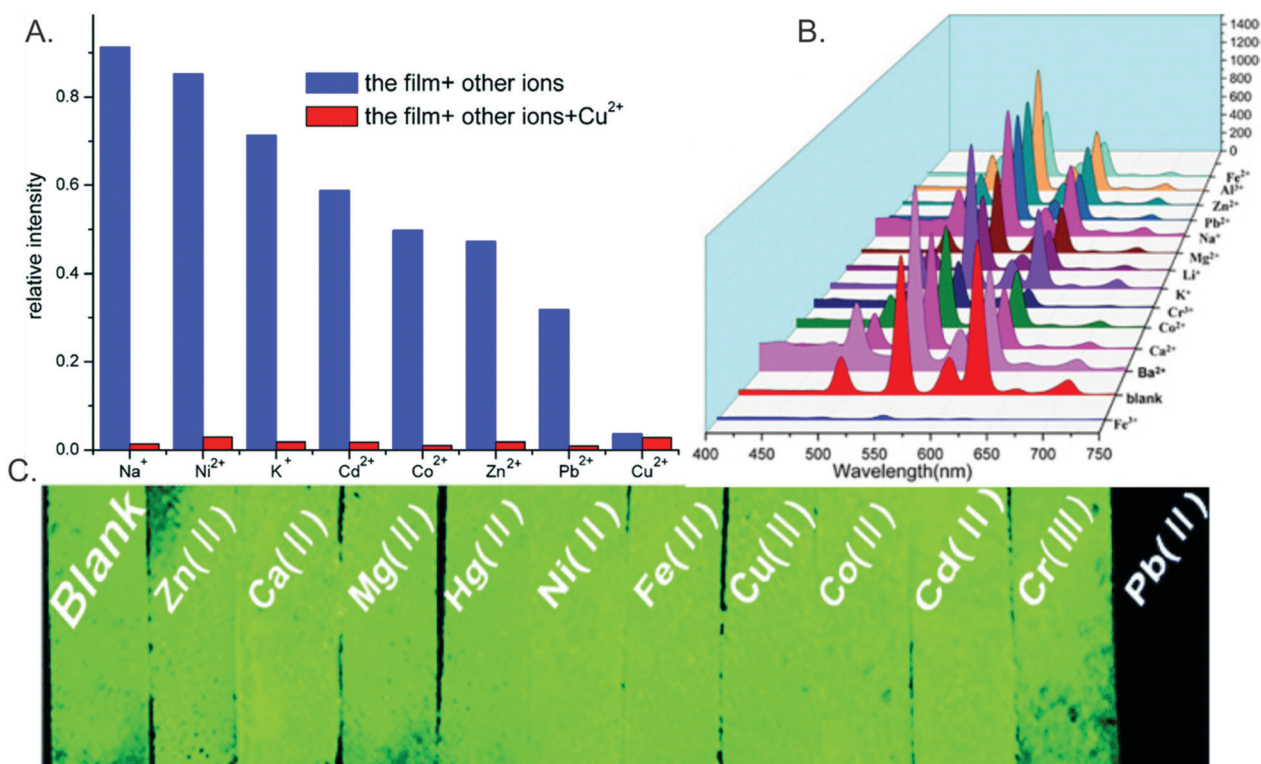 A.
0.8
0.6
0.4
0.2
0.0
relative intensity
the film+ other ions
the film+ other ions+Cu²⁺
Na⁺ Ni²⁺ K⁺ Cd²⁺ Co²⁺ Zn²⁺ Pb²⁺ Cu²⁺
B.
1400
1200
1000
800
600
400
200
0
Fe²⁺
Al³⁺
Zn²⁺
Pb²⁺
Na⁺
Mg²⁺
Li⁺
K⁺
Cr³⁺
Co²⁺
Ca²⁺
Ba²⁺
blank
Fe³⁺
400 450 500 550 600 650 700 750
Wavelength(nm)
C.
Blank
Zn(II)
Ca(II)
Mg(II)
Hg(II)
Ni(II)
Fe(II)
Cu(II)
Co(II)
Cd(II)
Cr(III)
Pb(II)